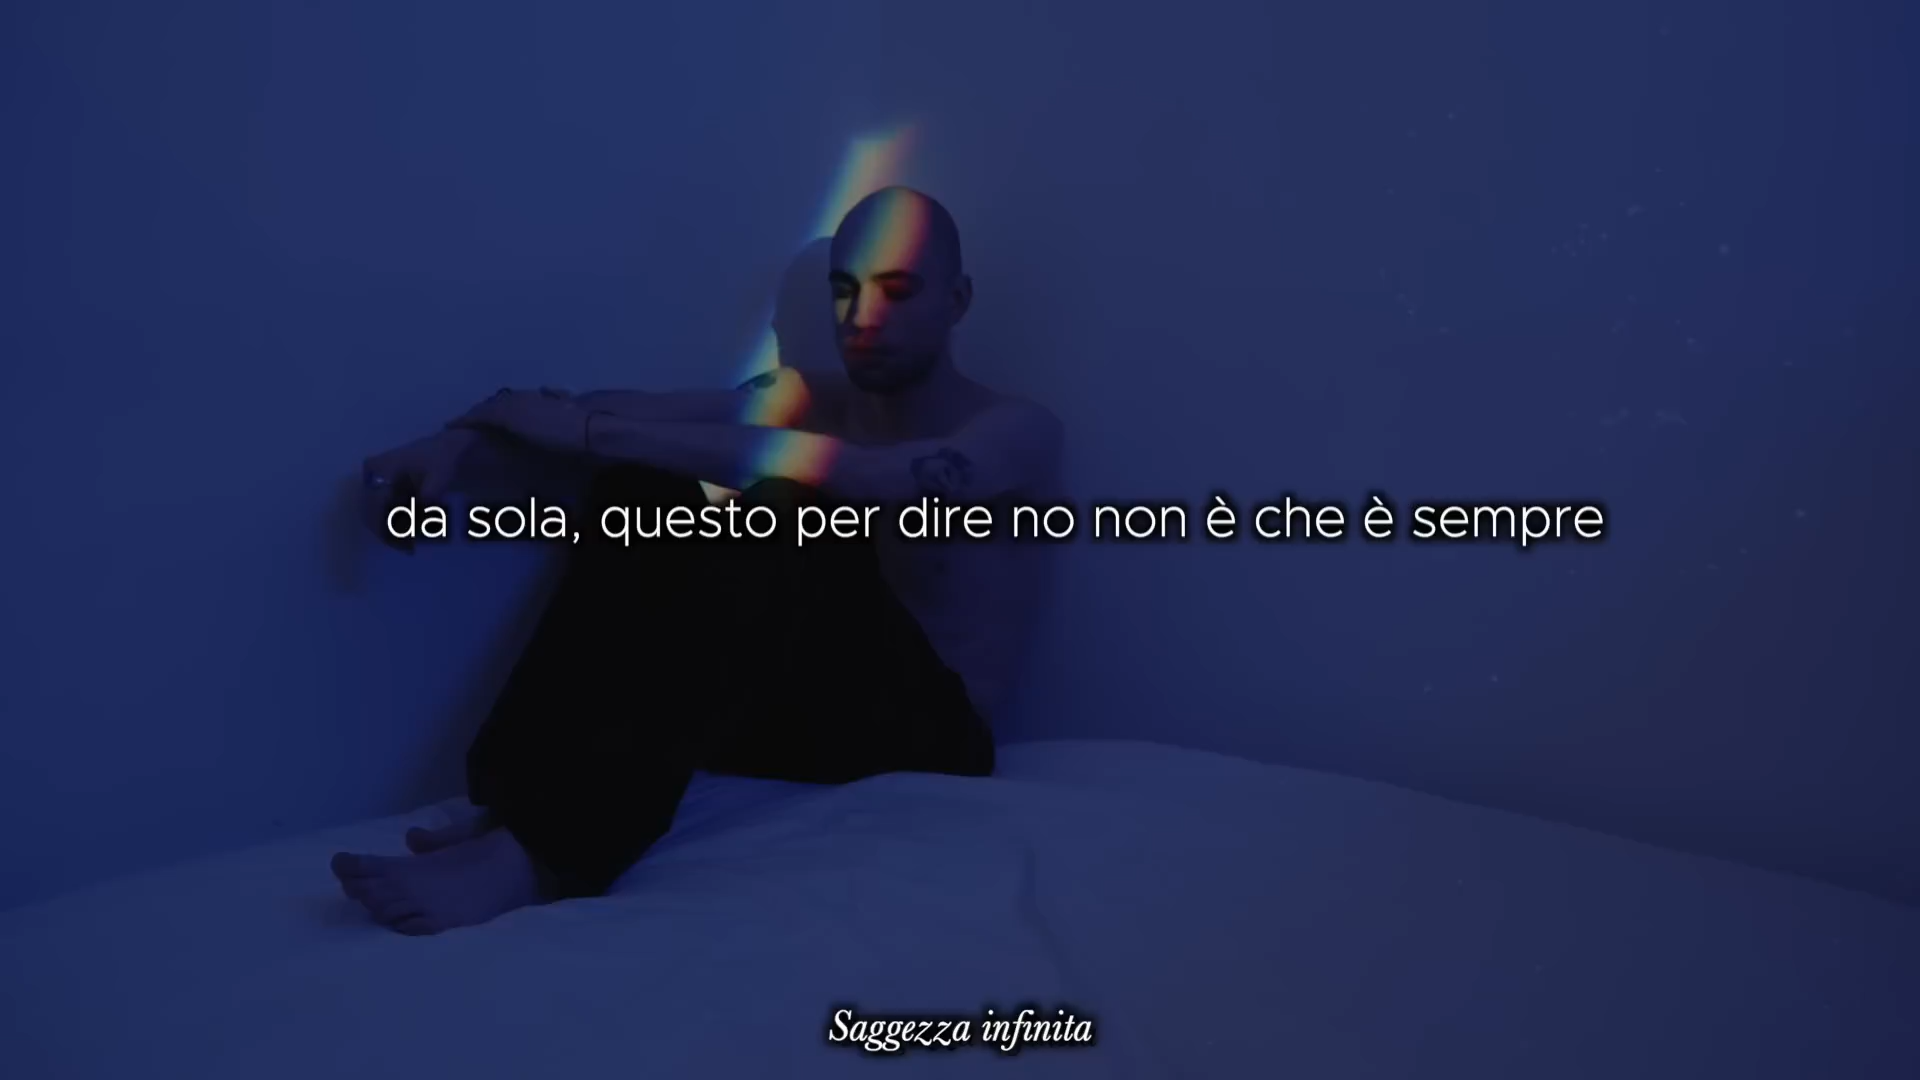 da sola, questo per dire no non è che è sempre
Saggezza infinita